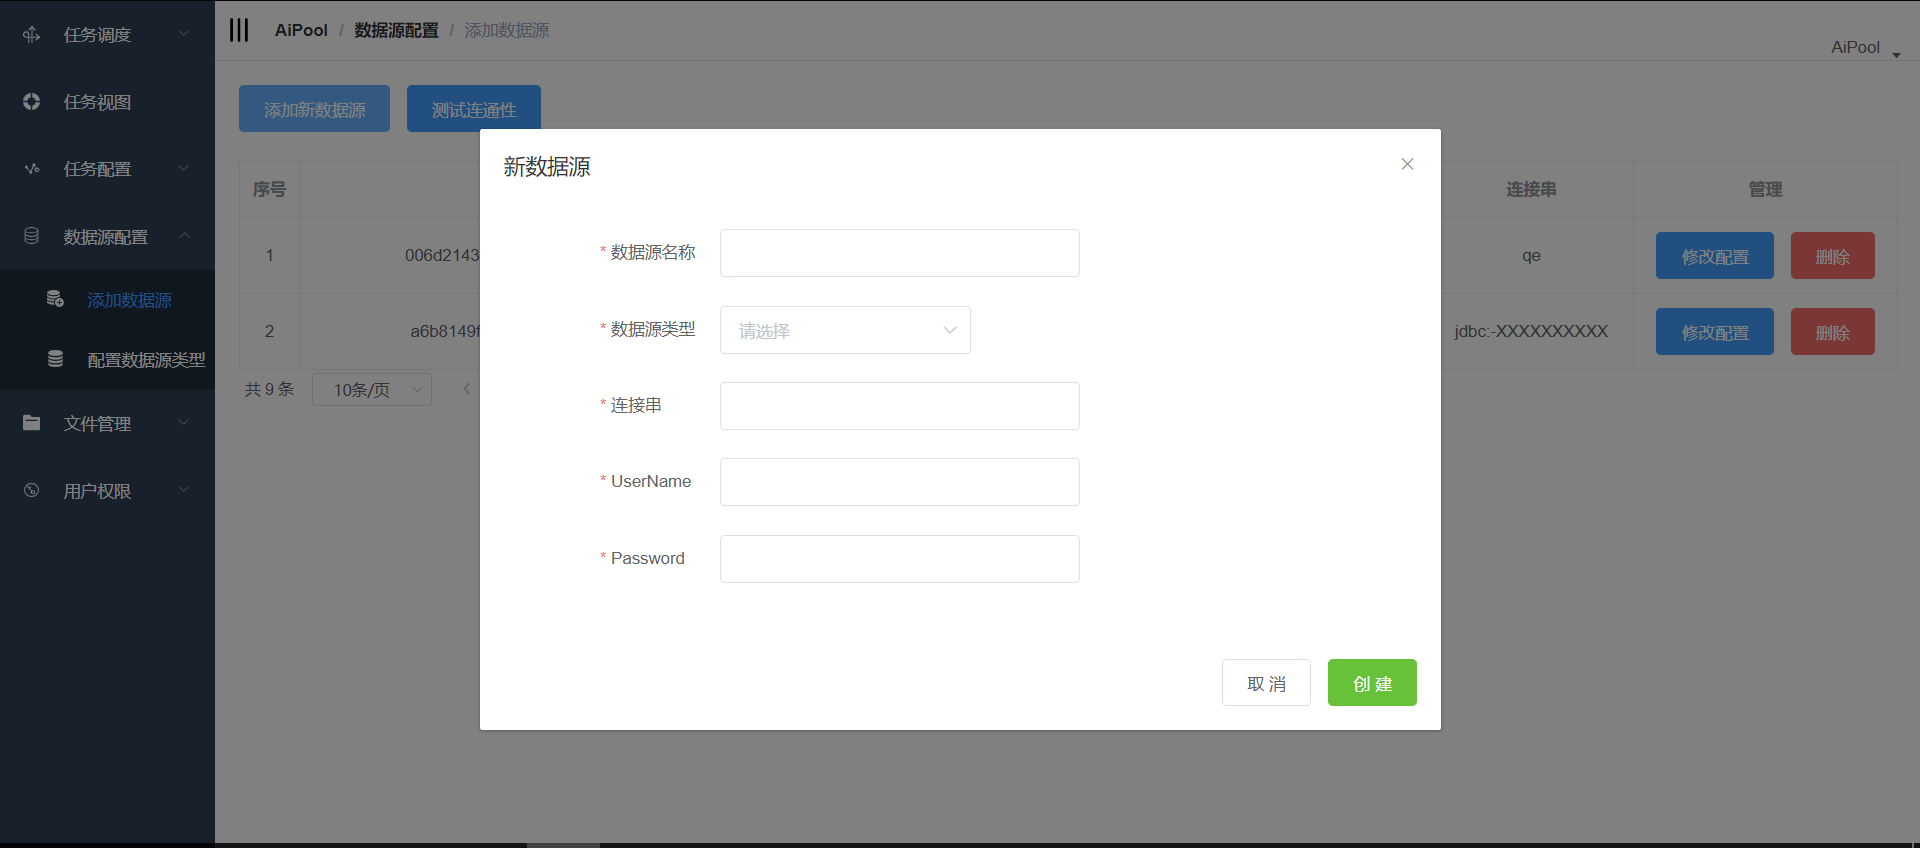 任务调度
任务视图
任务配置
数据源配置
添加数据源
配置数据源类型
文件管理
用户权限
AiPool / 数据源配置 / 添加数据源
AiPool
添加新数据源 测试连通性
序号 连接串 管理
1 006d2143 qe 修改配置 删除
2 a6b8149f jdbc:-XXXXXXXXXX 修改配置 删除
共 9 条 10条/页
新数据源
* 数据源名称
* 数据源类型 请选择
* 连接串
* UserName
* Password
取 消 创 建